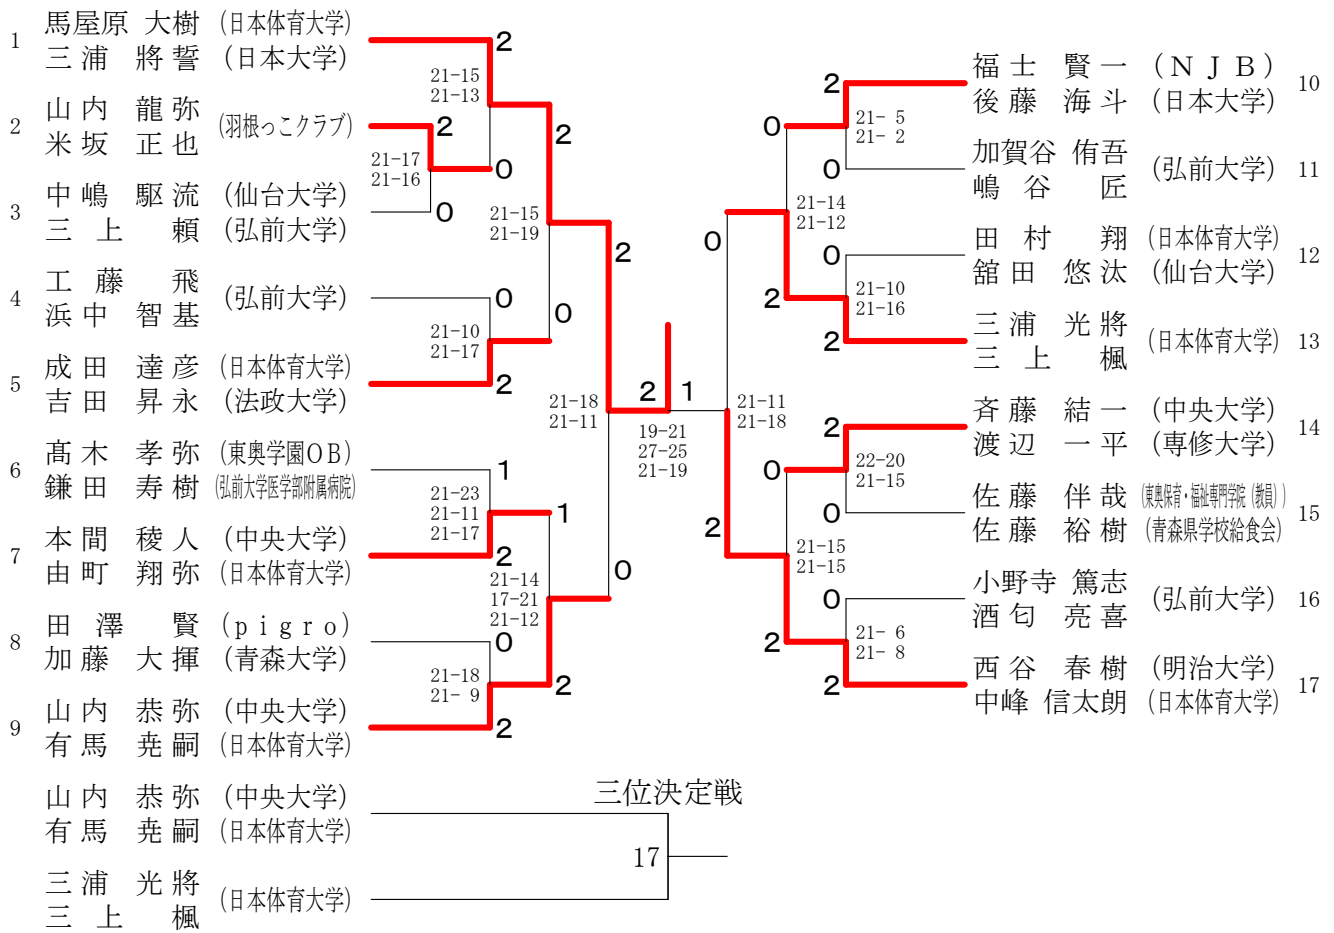 1 馬屋原 大樹 (日本体育大学)
三浦 將誓 (日本大学)
2 山内 龍弥 (羽根っこクラブ)
米坂 正也
3 中嶋 駆流 (仙台大学)
三上 頼 (弘前大学)
4 工藤 飛 (弘前大学)
浜中 智基
5 成田 達彦 (日本体育大学)
吉田 昇永 (法政大学)
6 髙木 孝弥 (東奥学園OB)
鎌田 寿樹 (弘前大学医学部附属病院)
7 本間 稜人 (中央大学)
由町 翔弥 (日本体育大学)
8 田澤 賢 (pigro)
加藤 大揮 (青森大学)
9 山内 恭弥 (中央大学)
有馬 尭嗣 (日本体育大学)
2
21-15
21-13
0
2
21-17
21-16
0
2
21-15
21-19
0
0
21-10
21-17
2
2
21-18
21-11
0
1
21-23
21-11
21-17
2
1
21-14
17-21
21-12
2
0
21-18
21- 9
2
2 1
19-21
27-25
21-19
福士 賢一 (NJB) 10
後藤 海斗 (日本大学)
加賀谷 侑吾 (弘前大学) 11
嶋谷 匠
田村 翔 (日本体育大学) 12
舘田 悠汰 (仙台大学)
三浦 光將 (日本体育大学) 13
三上 楓
斉藤 結一 (中央大学) 14
渡辺 一平 (専修大学)
佐藤 伴哉 (東奥保育・福祉専門学院(教員)) 15
佐藤 裕樹 (青森県学校給食会)
小野寺 篤志 (弘前大学) 16
酒匂 亮喜
西谷 春樹 (明治大学) 17
中峰 信太朗 (日本体育大学)
2
21- 5
21- 2
0
0
21-14
21-12
2
0
21-10
21-16
2
0
21-11
21-18
2
2
22-20
21-15
0
0
21-15
21-15
2
0
21- 6
21- 8
2
三位決定戦
山内 恭弥 (中央大学)
有馬 尭嗣 (日本体育大学)
17
三浦 光將 (日本体育大学)
三上 楓